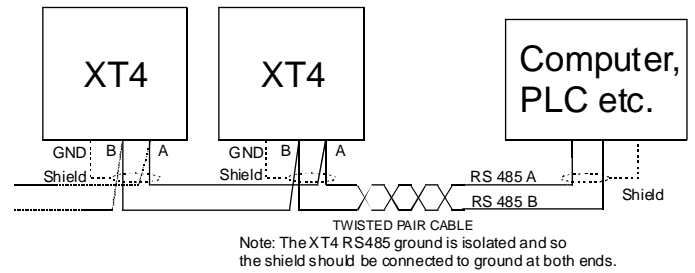 XT4
XT4
Computer,
PLC etc.
GND B A
GND B A
Shield
Shield
RS 485 A
Shield
RS 485 B
TWISTED PAIR CABLE
Note: The XT4 RS485 ground is isolated and so
the shield should be connected to ground at both ends.